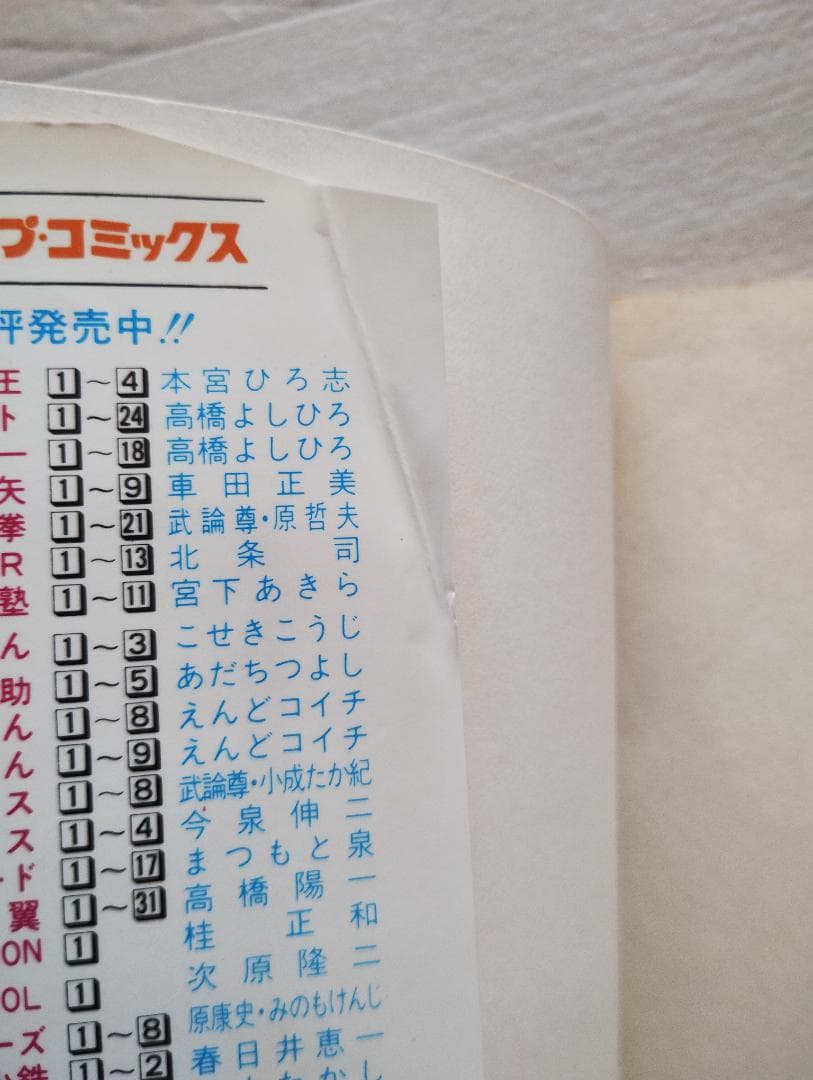 プ・コミックス
評発売中!!
王 1～4 本宮ひろ志
ト 1～24 高橋よしひろ
一 1～18 高橋よしひろ
矢 1～9 車田正美
拳 1～21 武論尊・原哲夫
R 1～13 北条司
塾 1～11 宮下あきら
ん 1～3 こせきこうじ
助 1～5 あだちつよし
ん 1～8 えんどコイチ
ん 1～9 えんどコイチ
ス 1～8 武論尊・小成たか紀
ス 1～4 今泉伸二
ード 1～17 まつもと泉
翼 1～31 高橋陽一
ON 1 桂正和
OL 1 次原隆二
ーズ 1～8 原康史・みのもけんじ
鉄 1～2 春日井恵一
たかし